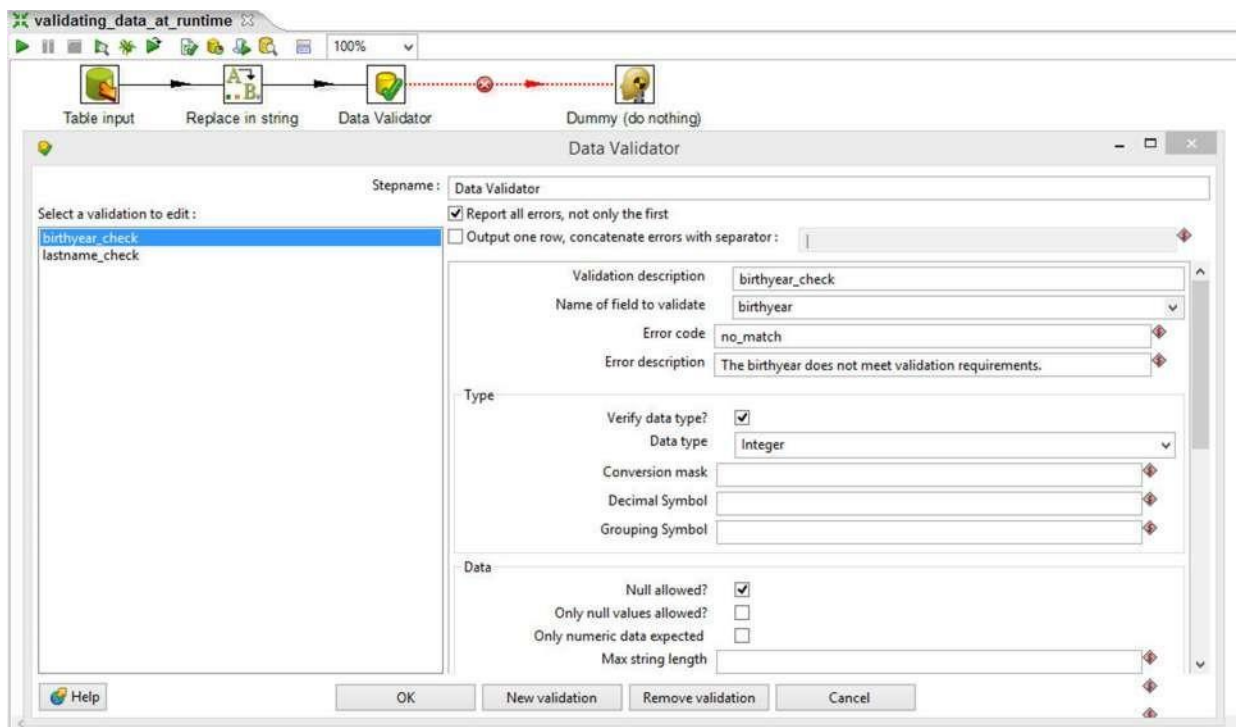 validating_data_at_runtime
100%
A
B
Table input
Replace in string
Data Validator
Dummy (do nothing)
Data Validator
Stepname :
Data Validator
Select a validation to edit :
birthyear_check
lastname_check
Report all errors, not only the first
Output one row, concatenate errors with separator :
|
Validation description
birthyear_check
Name of field to validate
birthyear
Error code
no_match
Error description
The birthyear does not meet validation requirements.
Type
Verify data type?
Data type
Integer
Conversion mask
Decimal Symbol
Grouping Symbol
Data
Null allowed?
Only null values allowed?
Only numeric data expected
Max string length
Help
OK
New validation
Remove validation
Cancel